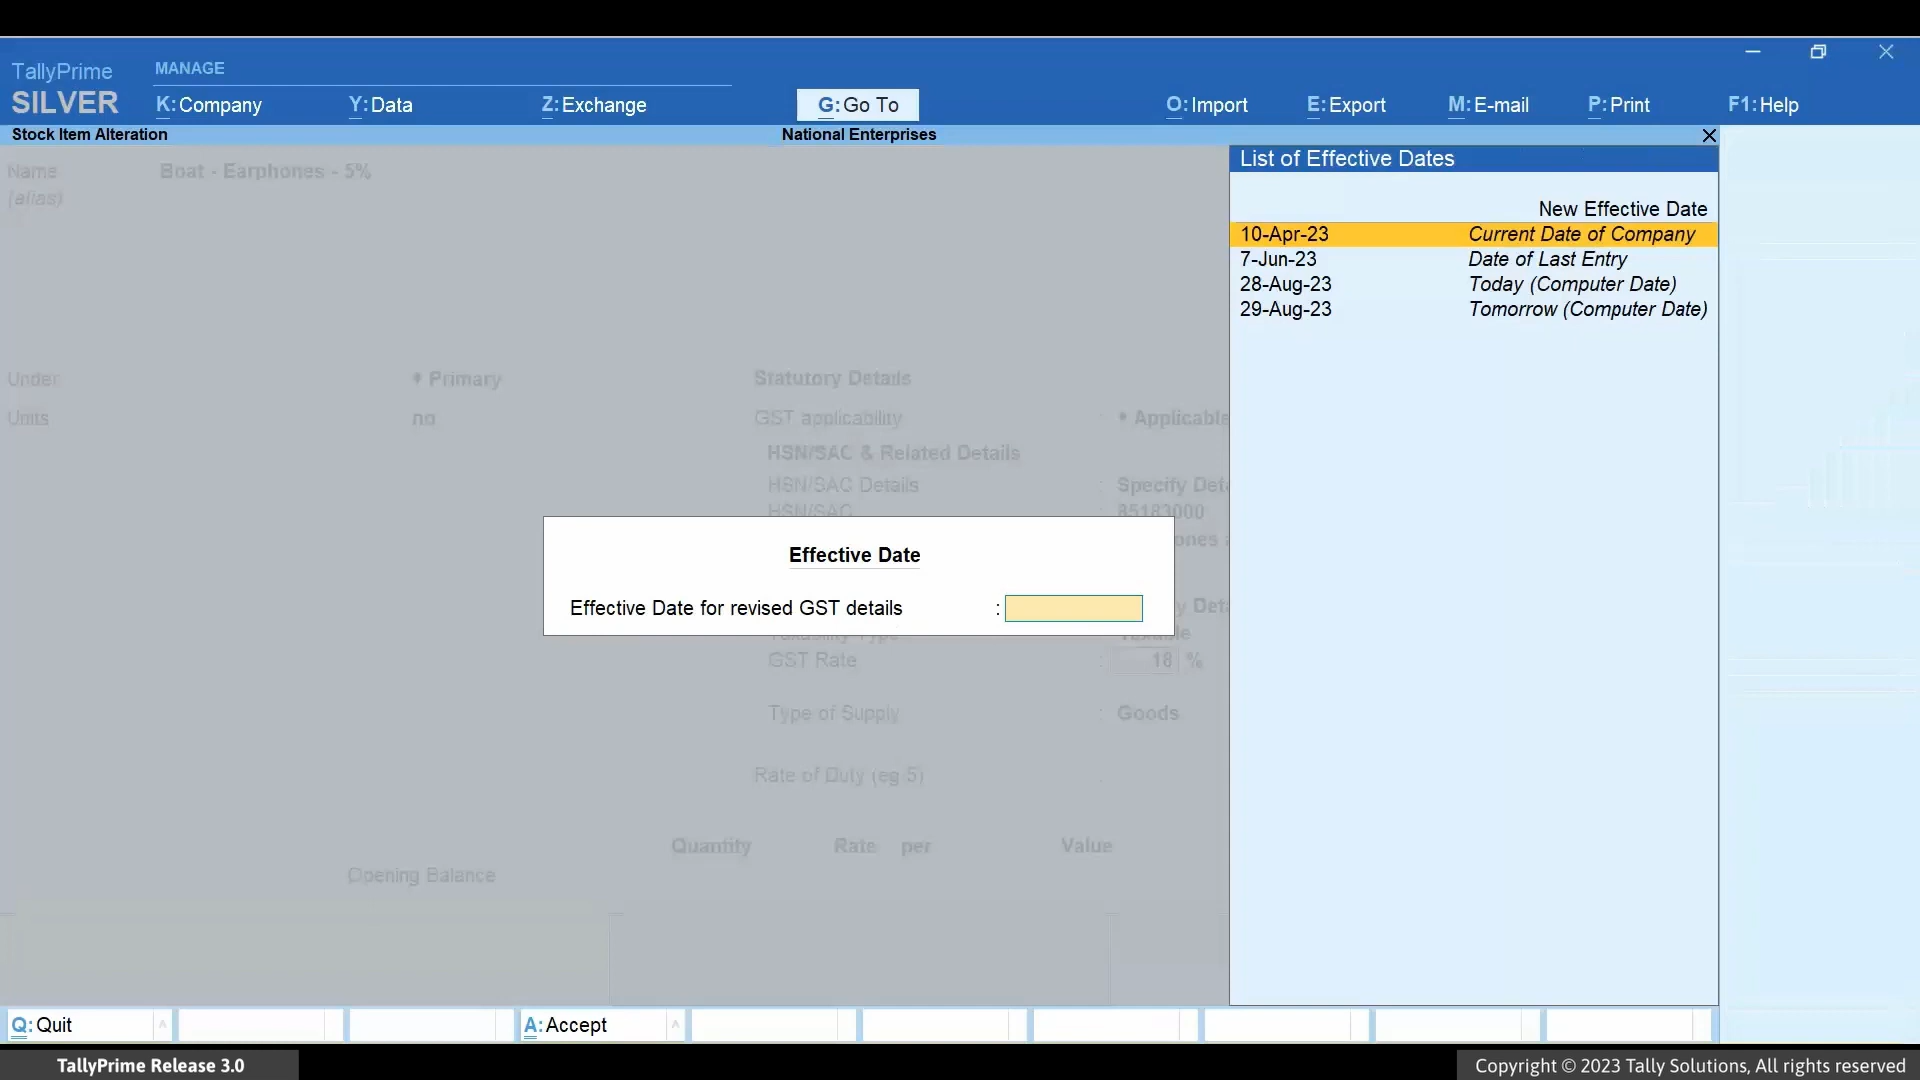 TallyPrime
SILVER
MANAGE
K: Company
Y: Data
Z: Exchange
G: Go To
O: Import
E: Export
M: E-mail
P: Print
F1: Help
Stock Item Alteration
National Enterprises
Name
Boat - Earphones - 5%
(alias)
Under
Primary
Units
no
Statutory Details
GST applicability : Applicable
HSN/SAC & Related Details
HSN/SAC Details : Specify
HSN/SAC : 85183000
Effective Date
Effective Date for revised GST details :
Taxability Type
GST Rate : 18 %
Type of Supply : Goods
Rate of Duty (eg 5) :
Quantity
Rate
per
Value
Opening Balance
List of Effective Dates
New Effective Date
10-Apr-23 Current Date of Company
7-Jun-23 Date of Last Entry
28-Aug-23 Today (Computer Date)
29-Aug-23 Tomorrow (Computer Date)
Q: Quit
A: Accept
TallyPrime Release 3.0
Copyright © 2023 Tally Solutions, All rights reserved